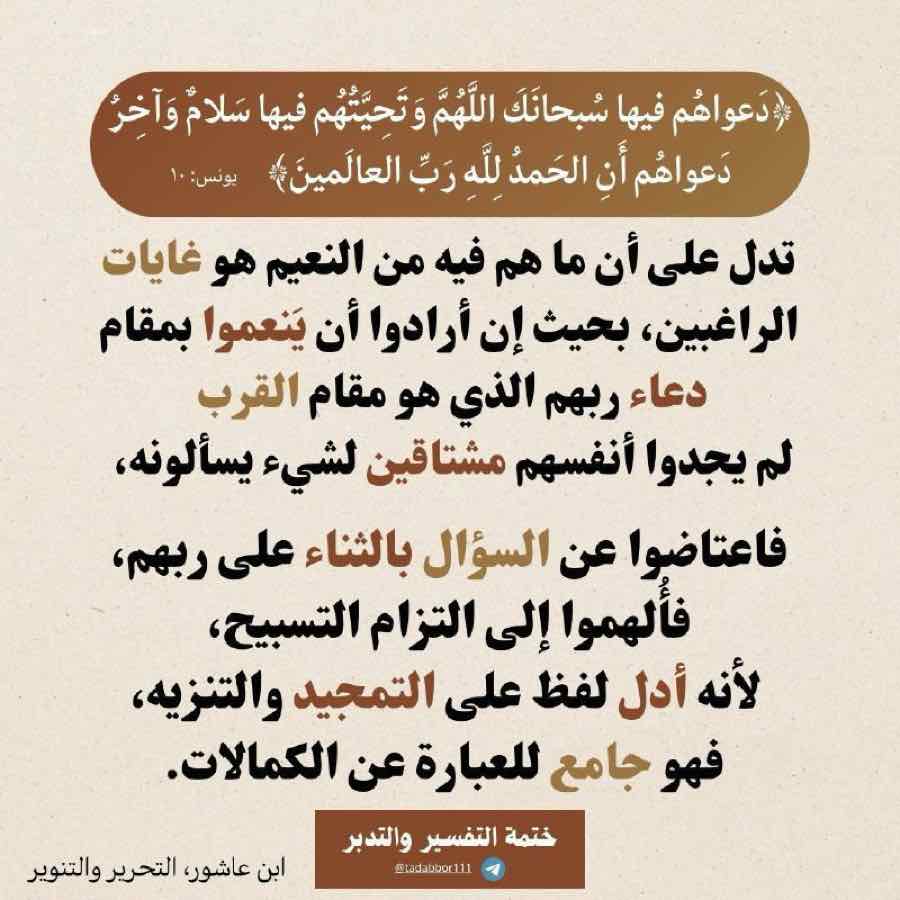 ﴿دَعواهُم فيها سُبحانَكَ اللَّهُمَّ وَتَحِيَّتُهُم فيها سَلامٌ وَآخِرُ
دَعواهُم أَنِ الحَمدُ لِلَّهِ رَبِّ العالَمينَ﴾ يونس: ١٠
تدل على أن ما هم فيه من النعيم هو غايات
الراغبين، بحيث إن أرادوا أن يَنعموا بمقام
دعاء ربهم الذي هو مقام القرب
لم يجدوا أنفسهم مشتاقين لشيء يسألونه،
فاعتاضوا عن السؤال بالثناء على ربهم،
فأُلهموا إلى التزام التسبيح،
لأنه أدل لفظ على التمجيد والتنزيه،
فهو جامع للعبارة عن الكمالات.
ختمة التفسير والتدبر
@tadabbor111
ابن عاشور، التحرير والتنوير